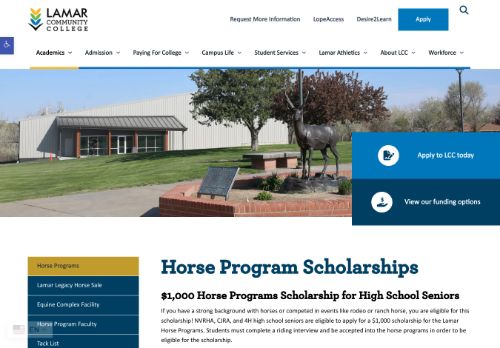 LAMAR
COMMUNITY
COLLEGE
Request More Information LopeAccess Desire2Learn Apply
Academics Admission Paying For College Campus Life Student Services Lamar Athletics About LCC Workforce
Apply to LCC today
View our funding options
Horse Programs
Lamar Legacy Horse Sale
Equine Complex Facility
Horse Program Faculty
Tack List
EN
Horse Program Scholarships
$1,000 Horse Programs Scholarship for High School Seniors
If you have a strong background with horses or competed in events like rodeo or ranch horse, you are eligible for this
scholarship! NVRHA, CJRA, and 4H high school seniors are eligible to apply for a $1,000 scholarship for the Lamar
Horse Programs. Students must complete a riding interview and be accepted into the horse programs in order to be
eligible for the scholarship.